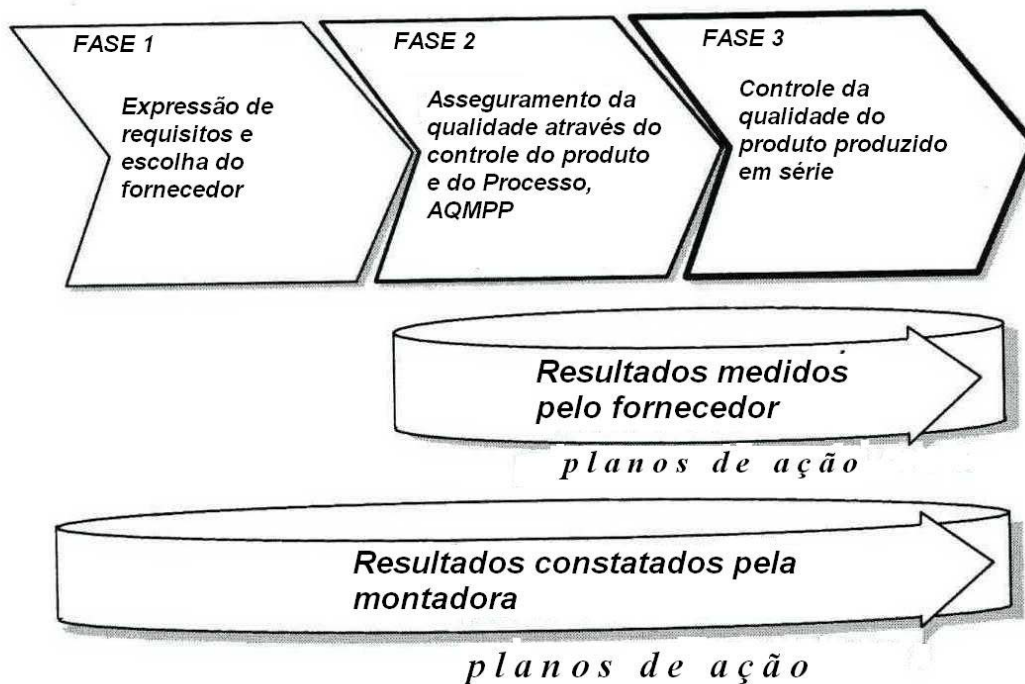 FASE 1
Expressão de
requisitos e
escolha do
fornecedor
FASE 2
Asseguramento da
qualidade através do
controle do produto
e do Processo,
AQMPP
FASE 3
Controle da
qualidade do
produto produzido
em série
Resultados medidos
pelo fornecedor
planos de ação
Resultados constatados pela
montadora
planos de ação